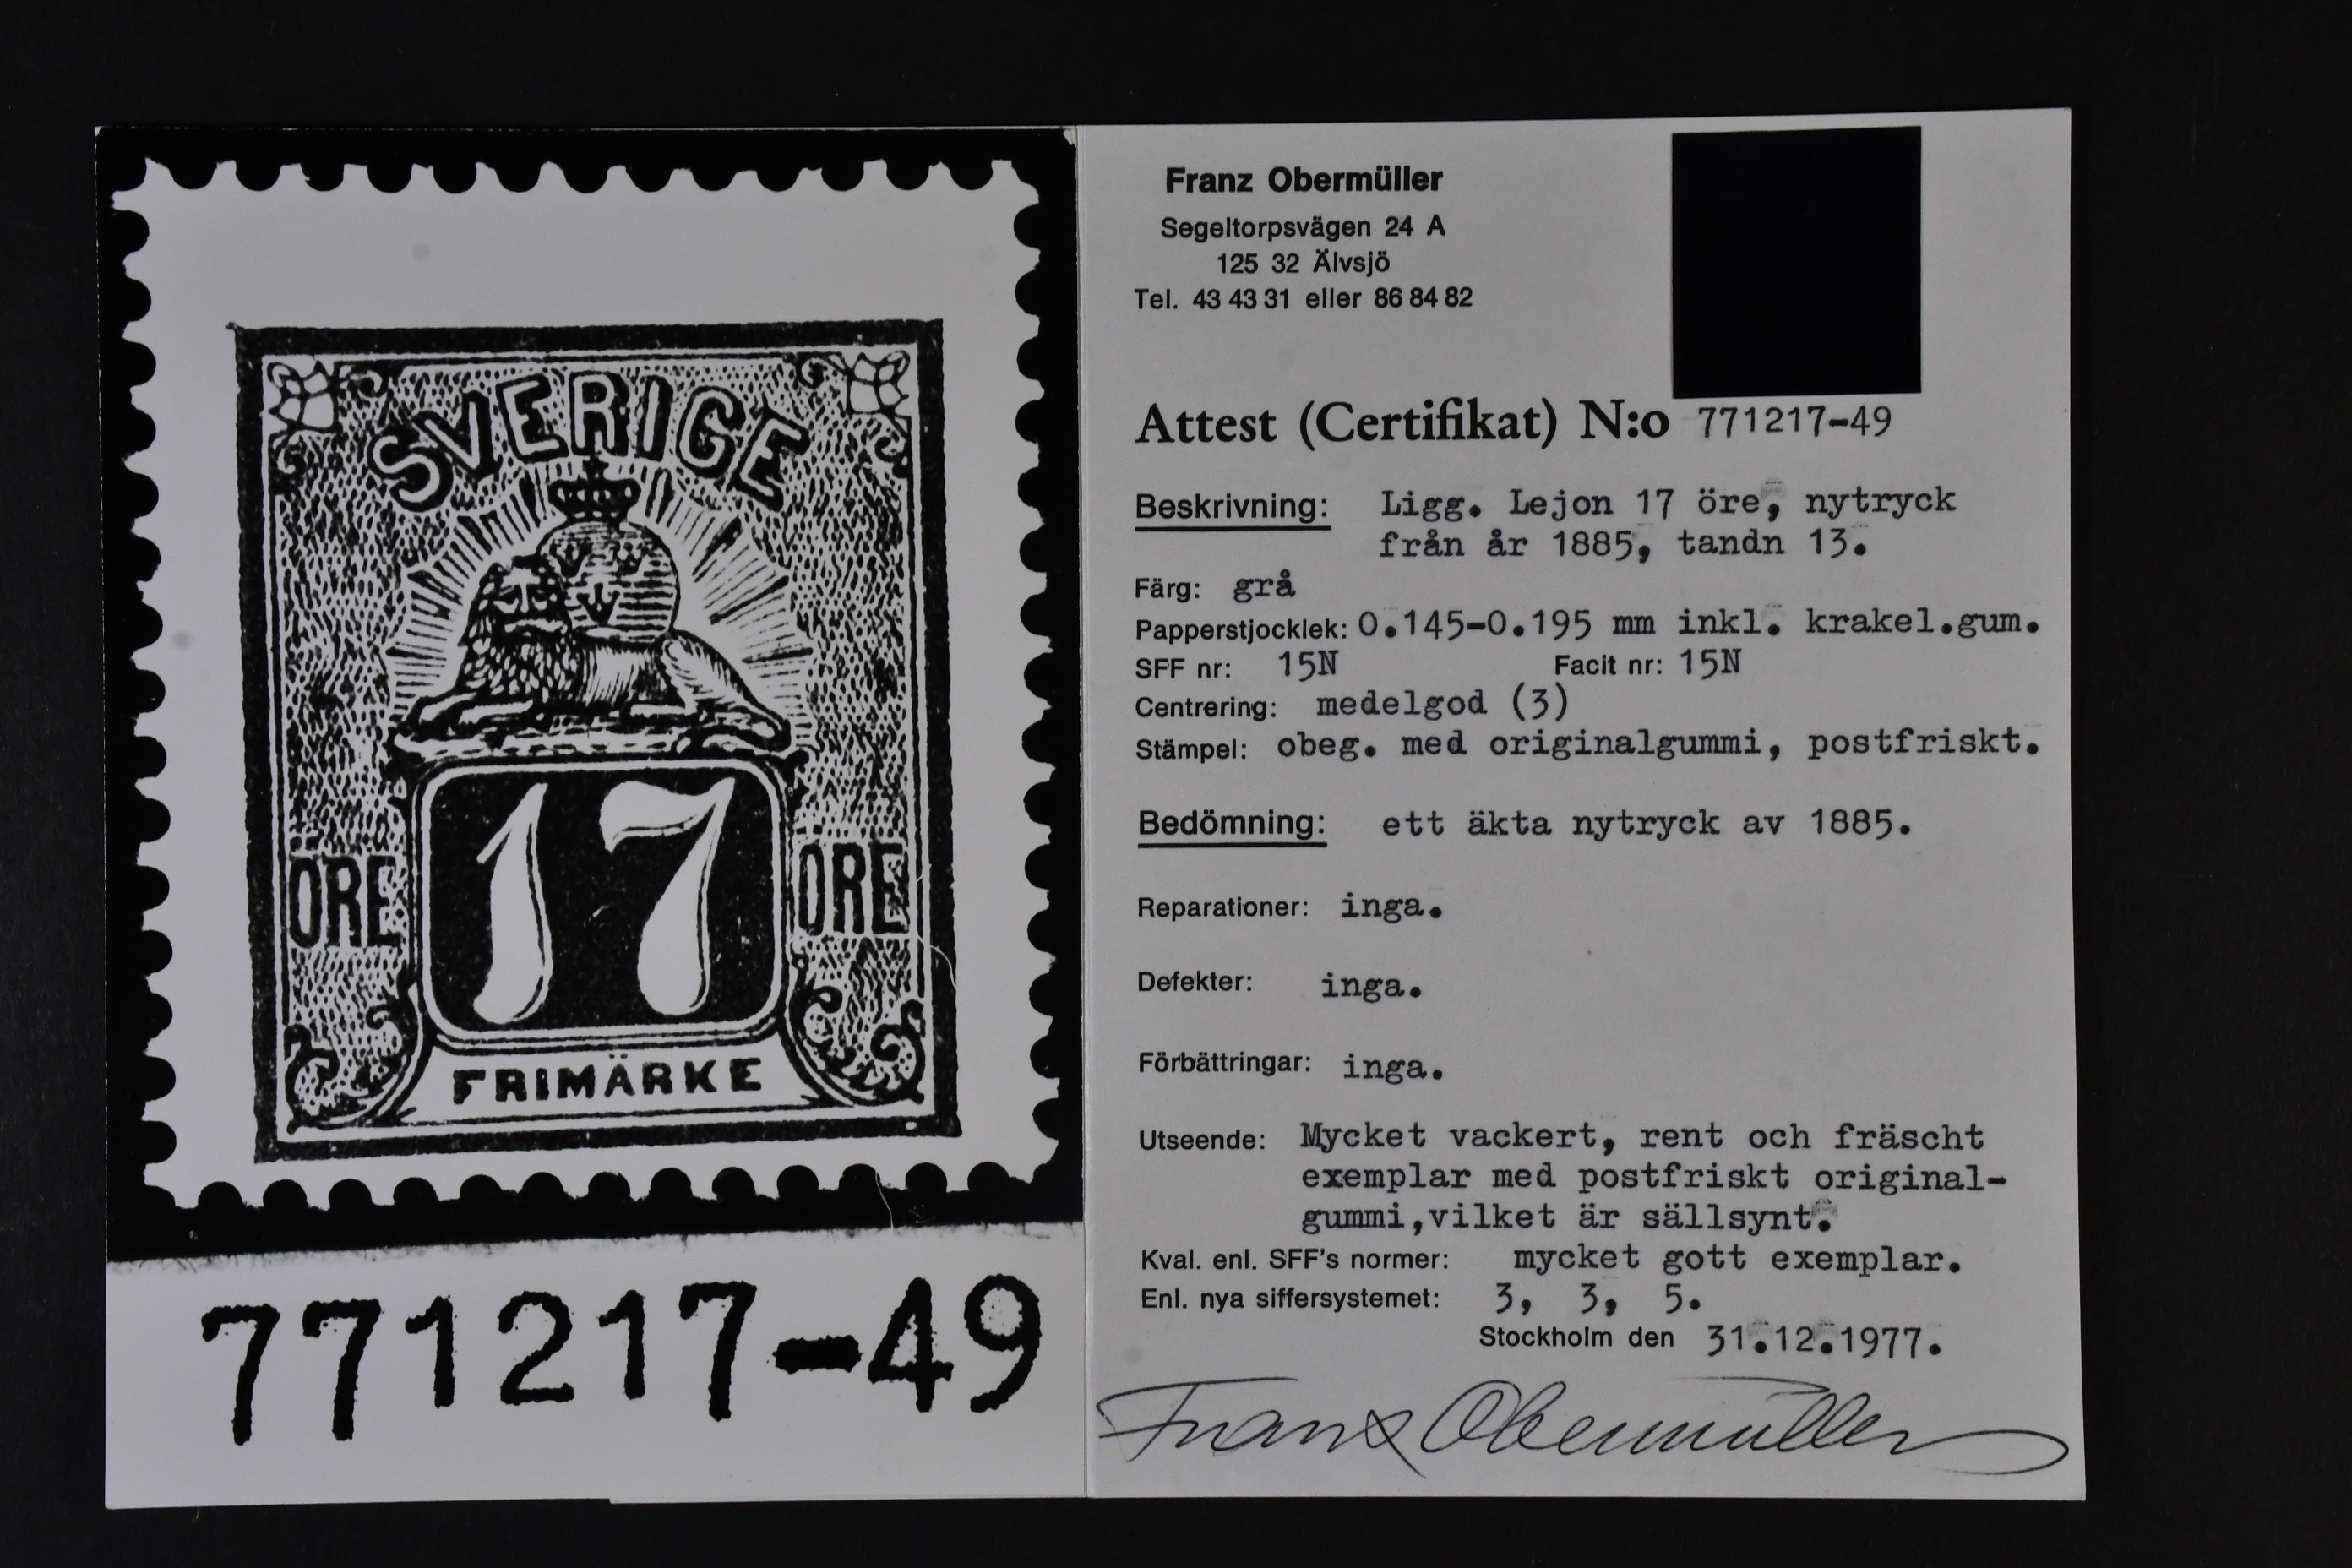 SVERIGE
ÖRE 17 ÖRE
FRIMÄRKE
771217-49
Franz Obermüller
Segeltorpsvägen 24 A
125 32 Älvsjö
Tel. 43 43 31 eller 86 84 82
Attest (Certifikat) N:o 771217-49
Beskrivning: Ligg. Lejon 17 öre, nytryck
från år 1885, tandn 13.
Färg: grå
Papperstjocklek: 0.145-0.195 mm inkl. krakel.gum.
SFF nr: 15N Facit nr: 15N
Centrering: medelgod (3)
Stämpel: obeg. med originalgummi, postfriskt.
Bedömning: ett äkta nytryck av 1885.
Reparationer: inga.
Defekter: inga.
Förbättringar: inga.
Utseende: Mycket vackert, rent och fräscht
exemplar med postfriskt original-
gummi,vilket är sällsynt.
Kval. enl. SFF's normer: mycket gott exemplar.
Enl. nya siffersystemet: 3, 3, 5.
Stockholm den 31.12.1977.
Franz Obermüller